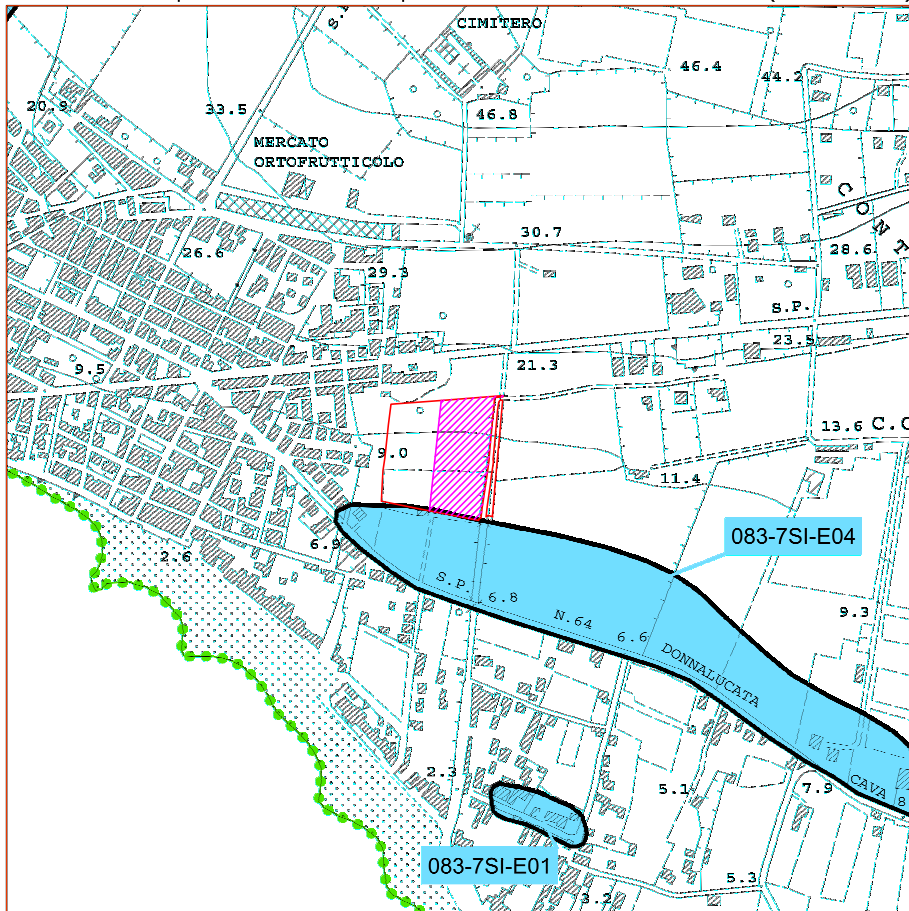 CIMITERO
46.4
44.2
20.9
33.5
46.8
MERCATO
ORTOFRUTTICOLO
CONT
30.7
26.6
28.6
29.3
S.P.
23.5
21.3
9.5
13.6 C.C
9.0
11.4
083-7SI-E04
6.9
2.6
S.P. 6.8
N.64
6.6
9.3
DONNALUCATA
2.3
5.1
7.9
CAVA 8
083-7SI-E01
5.3
3.2